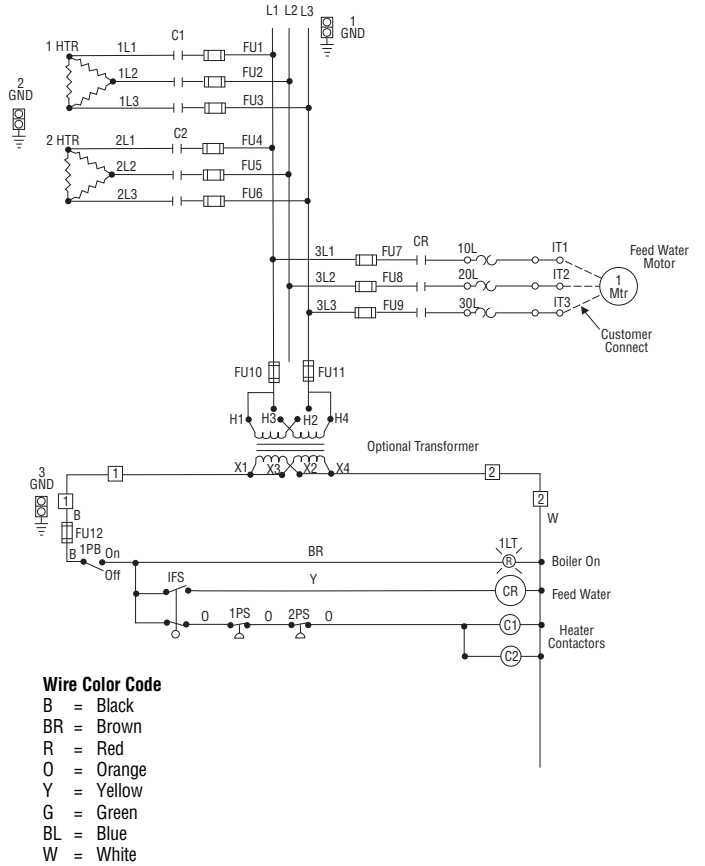 L1 L2 L3
1
GND
C1
1 HTR 1L1 FU1
1L2 FU2
1L3 FU3
2
GND
C2
2 HTR 2L1 FU4
2L2 FU5
2L3 FU6
CR
3L1 FU7 10L IT1
Feed Water
Motor
3L2 FU8 20L IT2
1
Mtr
3L3 FU9 30L IT3
Customer
Connect
FU10 FU11
H1 H3 H2 H4
Optional Transformer
X1 X3 X2 X4
3
GND
1 2
1 2
B W
FU12
B 1PB On
Off
BR
1LT
R
Boiler On
IFS
Y
CR
Feed Water
O 1PS O 2PS O
C1
Heater
Contactors
C2
Wire Color Code
B = Black
BR = Brown
R = Red
O = Orange
Y = Yellow
G = Green
BL = Blue
W = White